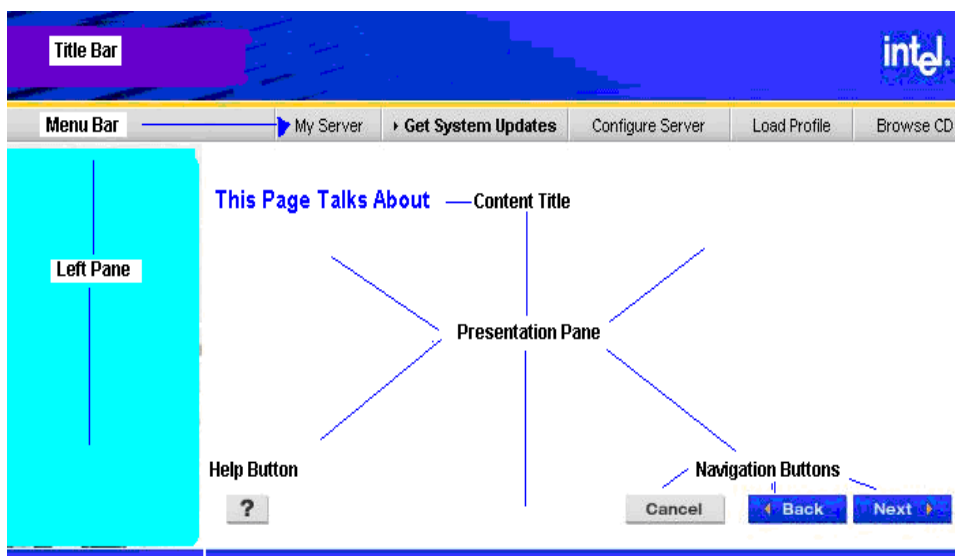 Title Bar
intel.
Menu Bar
My Server
Get System Updates
Configure Server
Load Profile
Browse CD
This Page Talks About
Content Title
Left Pane
Presentation Pane
Help Button
Navigation Buttons
?
Cancel
Back
Next